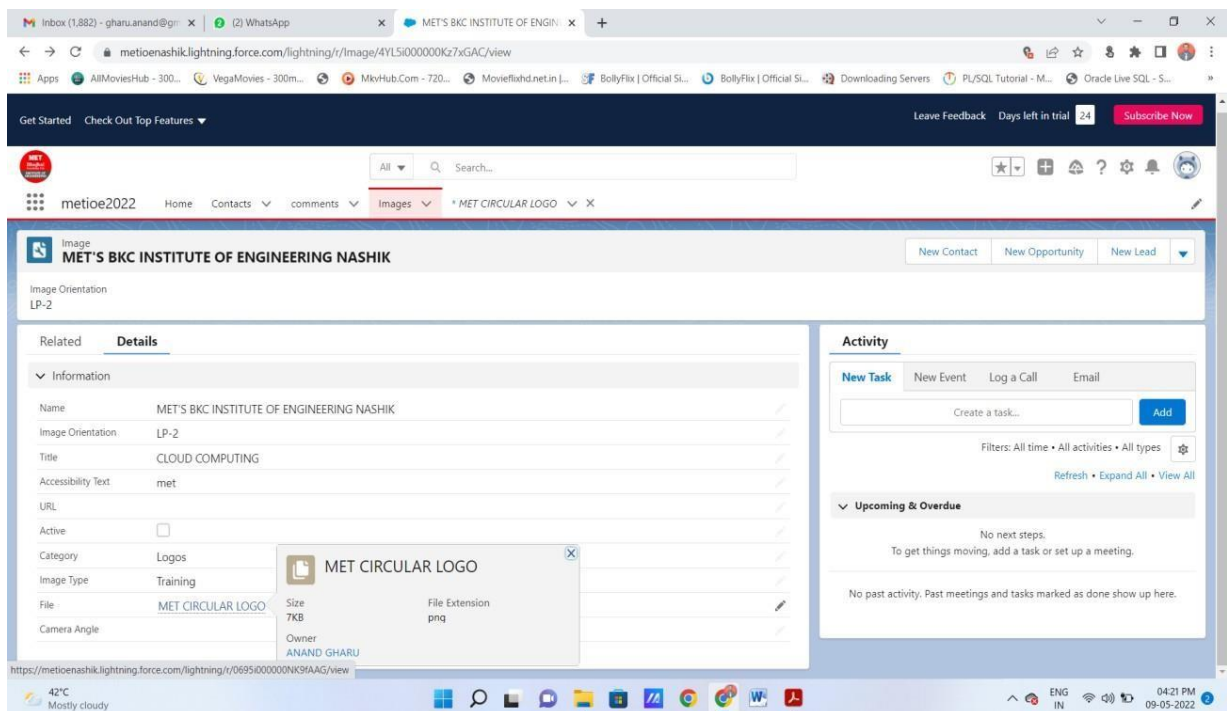 Inbox (1,882) - gharu.anand@gm
(2) WhatsApp
MET'S BKC INSTITUTE OF ENGIN
metioenashik.lightning.force.com/lightning/r/Image/4YL5i000000Kz7xGAC/view
Apps AllMoviesHub - 300... VegaMovies - 300m... MkvHub.Com - 720... Movieflixhd.net.in |... BollyFlix | Official Si... BollyFlix | Official Si... Downloading Servers PL/SQL Tutorial - M... Oracle Live SQL - S... »
Get Started Check Out Top Features Leave Feedback Days left in trial 24 Subscribe Now
MET
All Search...
metioe2022 Home Contacts comments Images * MET CIRCULAR LOGO
Image
MET'S BKC INSTITUTE OF ENGINEERING NASHIK
New Contact New Opportunity New Lead
Image Orientation
LP-2
Related Details
Information
Name MET'S BKC INSTITUTE OF ENGINEERING NASHIK
Image Orientation LP-2
Title CLOUD COMPUTING
Accessibility Text met
URL
Active
Category Logos
Image Type Training
File MET CIRCULAR LOGO
Camera Angle
MET CIRCULAR LOGO
Size File Extension
7KB png
Owner
ANAND GHARU
Activity
New Task New Event Log a Call Email
Create a task... Add
Filters: All time • All activities • All types
Refresh • Expand All • View All
Upcoming & Overdue
No next steps.
To get things moving, add a task or set up a meeting.
No past activity. Past meetings and tasks marked as done show up here.
https://metioenashik.lightning.force.com/lightning/r/0695i000000NK9fAAG/view
42°C
Mostly cloudy
ENG
IN
04:21 PM
09-05-2022
2